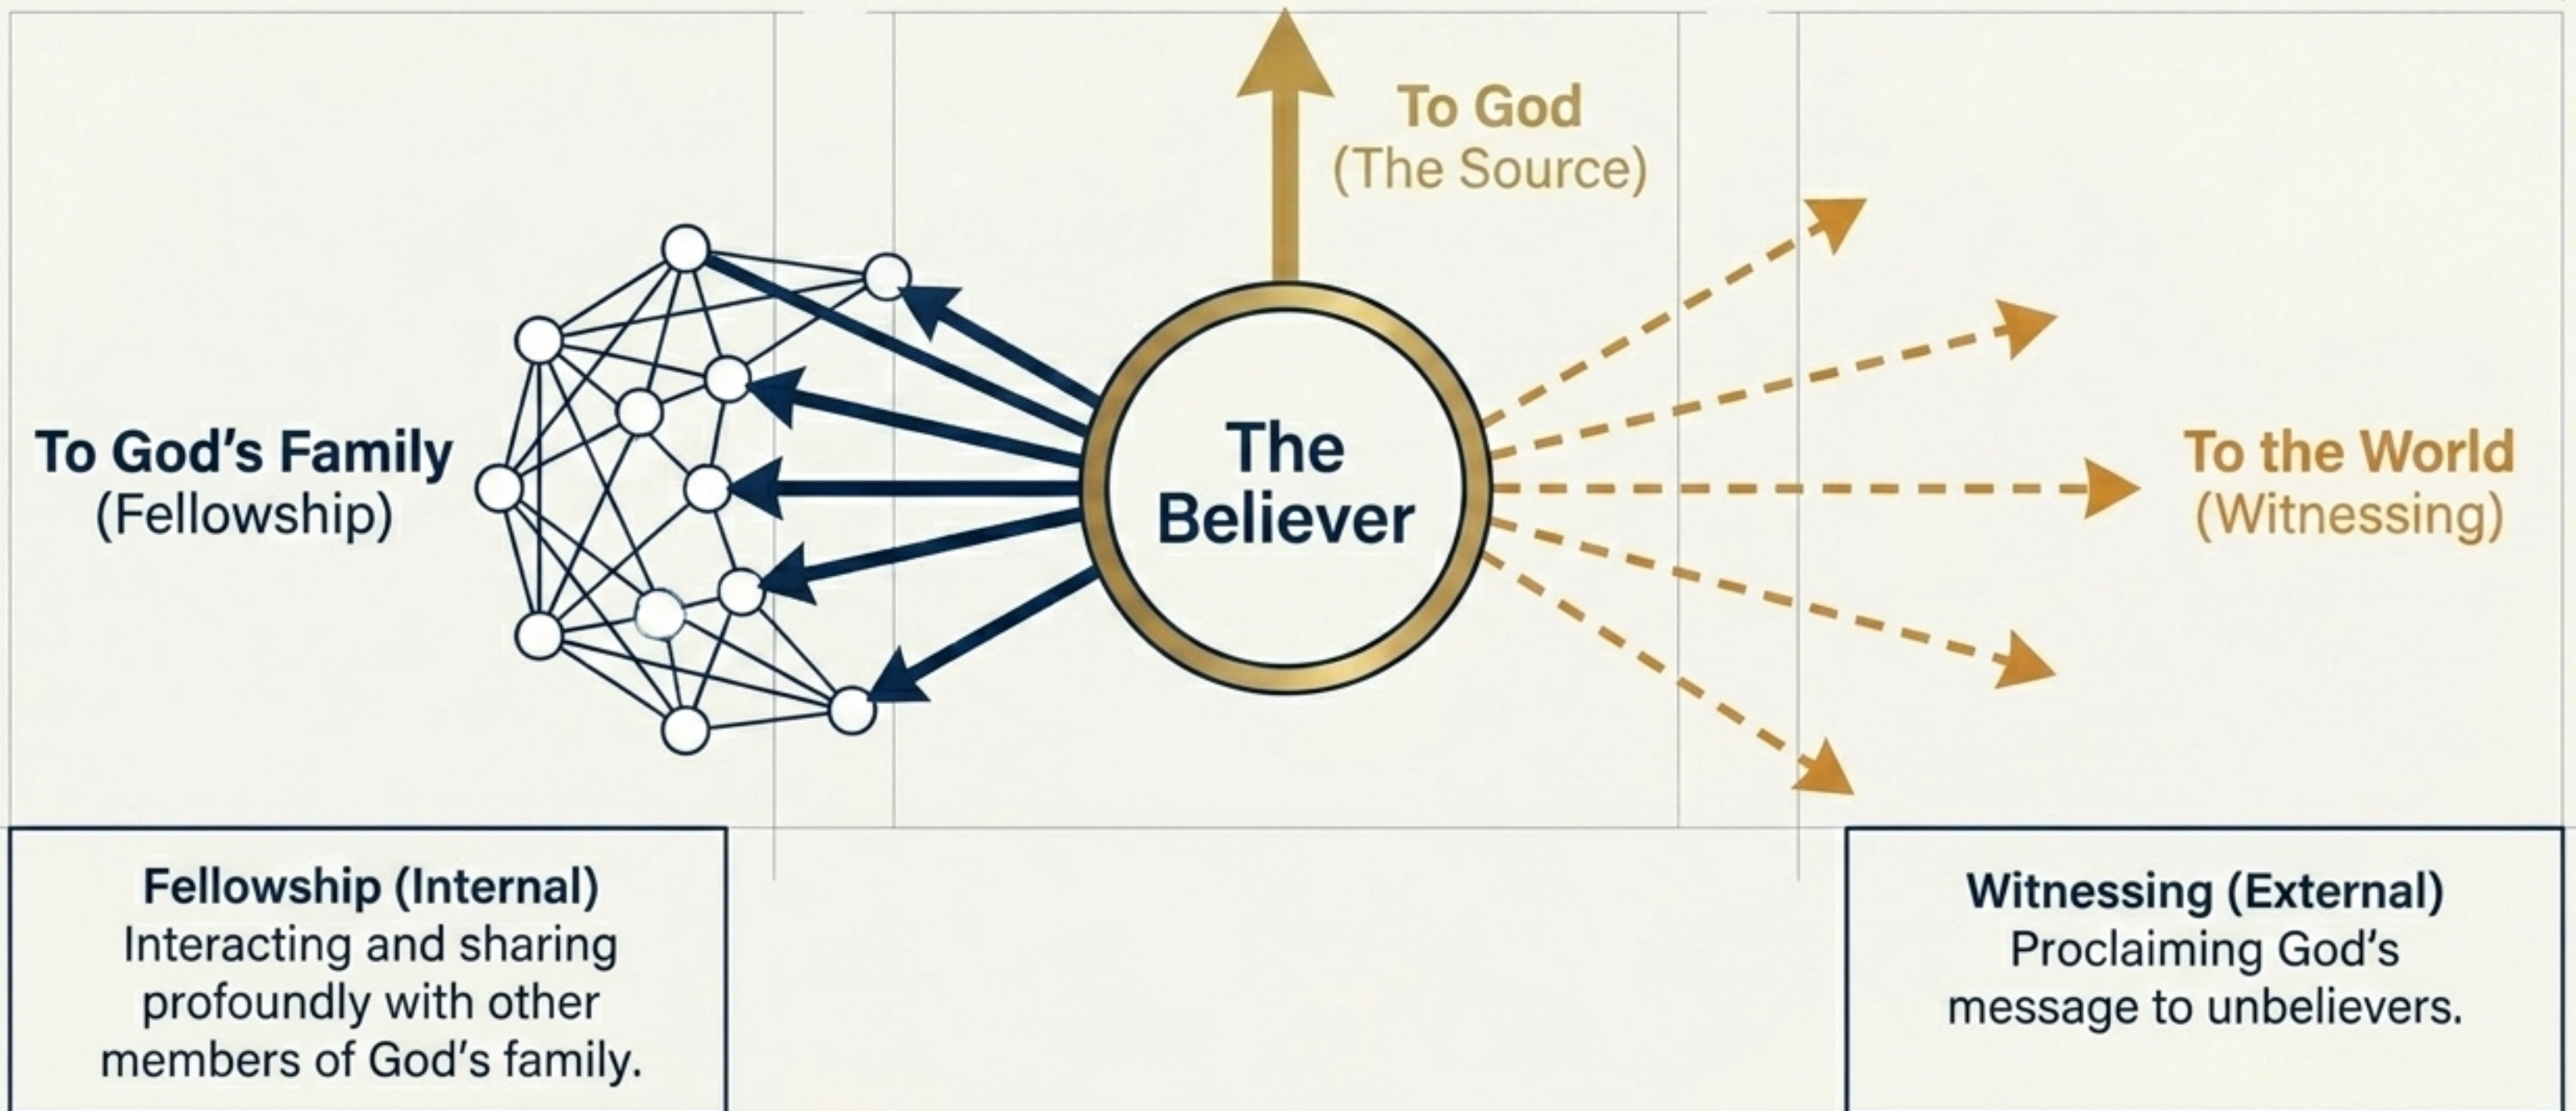 To God
(The Source)
To God's Family
(Fellowship)
The
Believer
To the World
(Witnessing)
Fellowship (Internal)
Interacting and sharing
profoundly with other
members of God's family.
Witnessing (External)
Proclaiming God's
message to unbelievers.